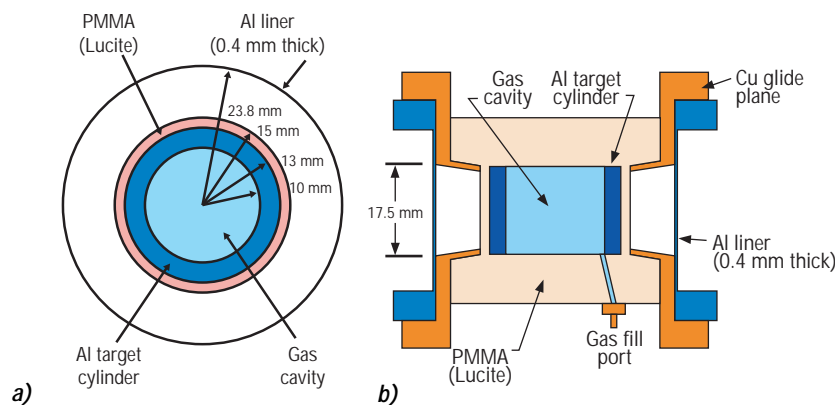 PMMA
(Lucite)
Al liner
(0.4 mm thick)
23.8 mm
15 mm
13 mm
10 mm
Al target
cylinder
Gas
cavity
a)
Gas
cavity
Al target
cylinder
Cu glide
plane
17.5 mm
Al liner
(0.4 mm thick)
PMMA
(Lucite)
Gas fill
port
b)